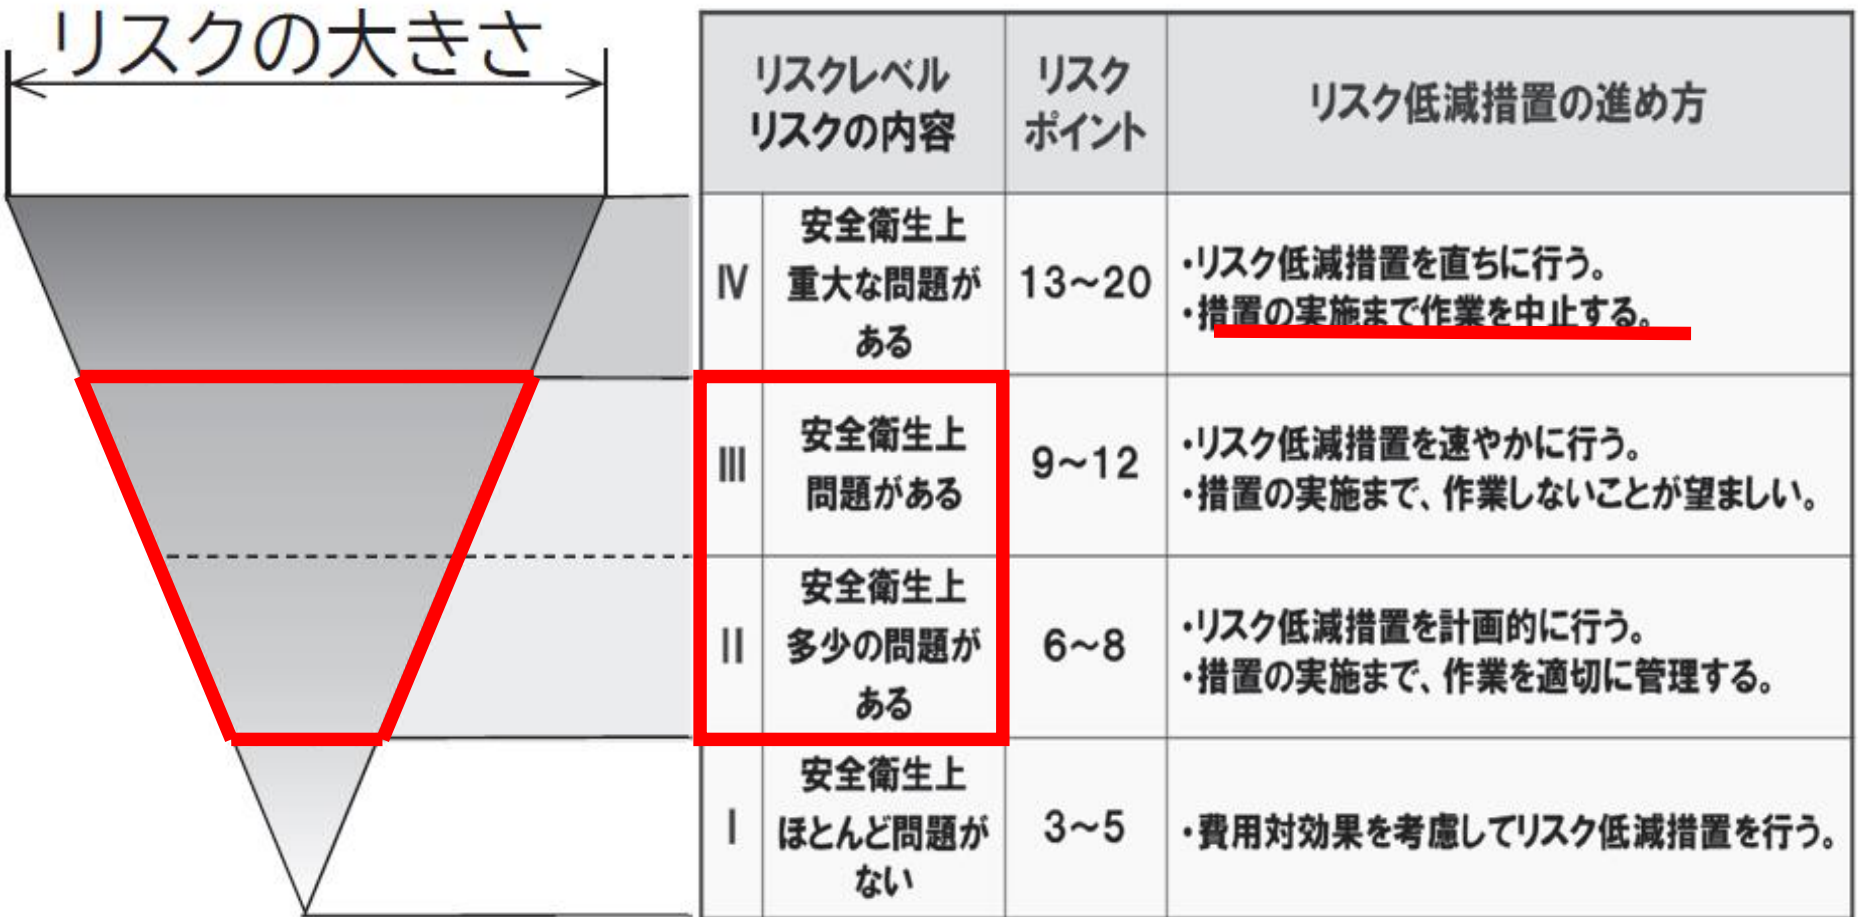 リスクの大きさ
リスクレベル
リスクの内容
リスク
ポイント
リスク低減措置の進め方
Ⅳ
安全衛生上
重大な問題が
ある
13～20
・リスク低減措置を直ちに行う。
・措置の実施まで作業を中止する。
Ⅲ
安全衛生上
問題がある
9～12
・リスク低減措置を速やかに行う。
・措置の実施まで、作業しないことが望ましい。
Ⅱ
安全衛生上
多少の問題が
ある
6～8
・リスク低減措置を計画的に行う。
・措置の実施まで、作業を適切に管理する。
Ⅰ
安全衛生上
ほとんど問題が
ない
3～5
・費用対効果を考慮してリスク低減措置を行う。